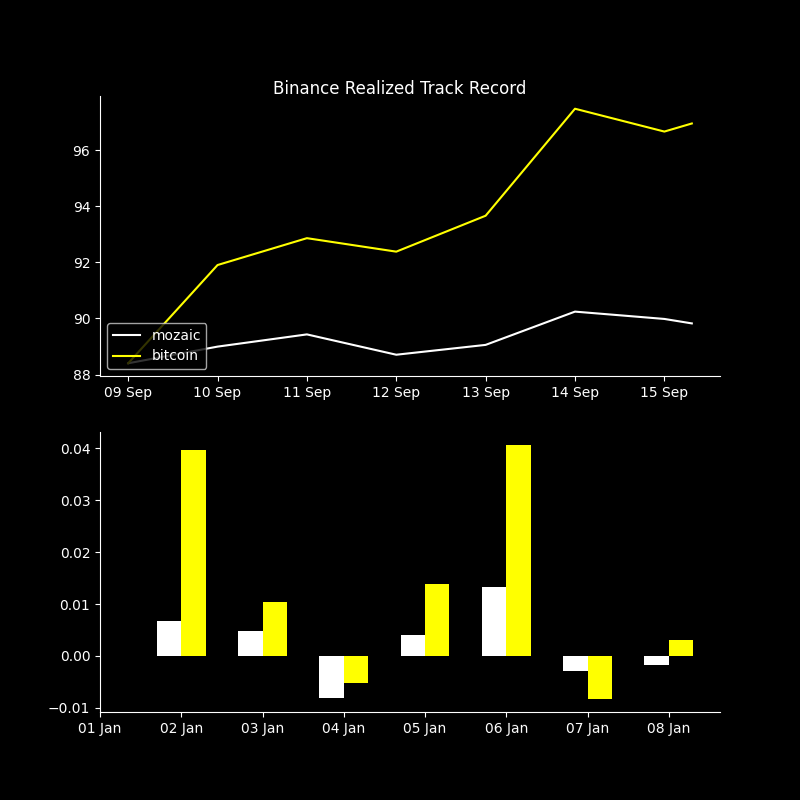 Binance Realized Track Record
96
94
92
90
88
mozaic
bitcoin
09 Sep 10 Sep 11 Sep 12 Sep 13 Sep 14 Sep 15 Sep
0.04
0.03
0.02
0.01
0.00
−0.01
01 Jan 02 Jan 03 Jan 04 Jan 05 Jan 06 Jan 07 Jan 08 Jan